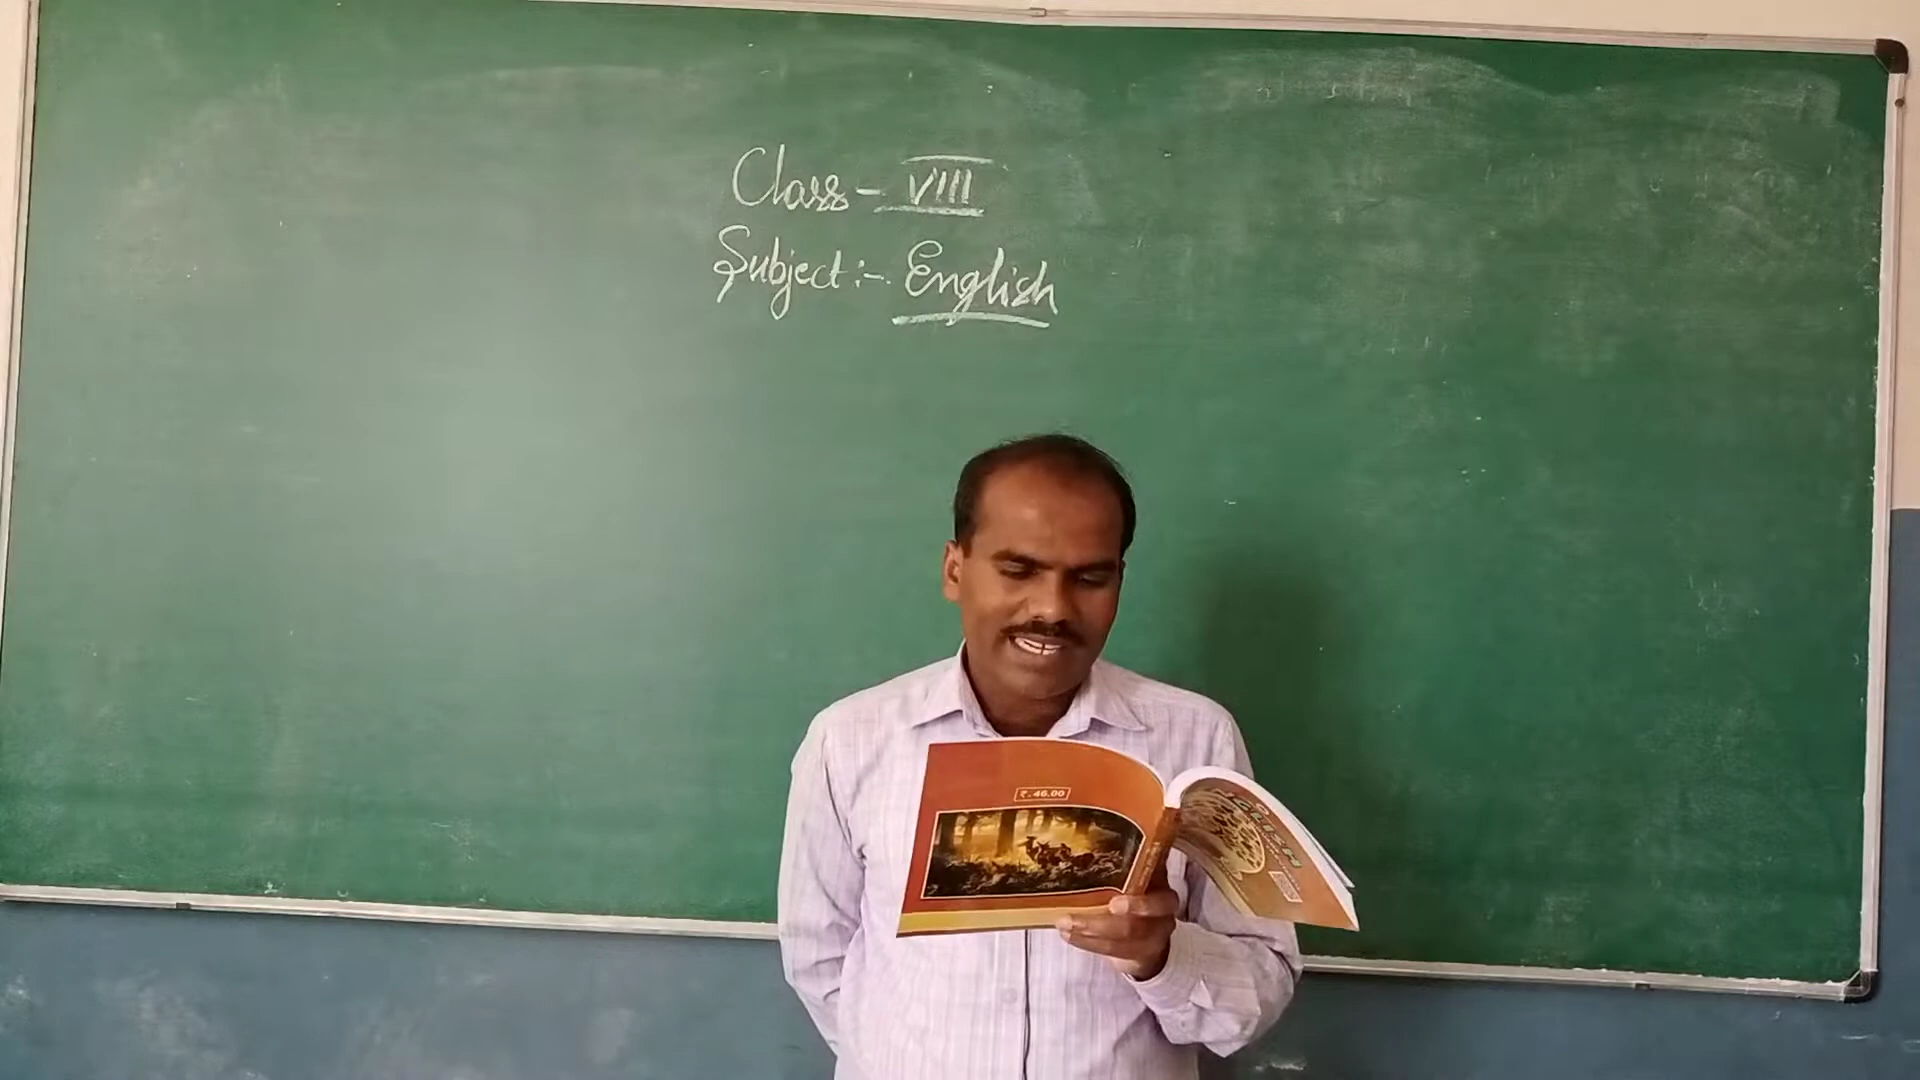 Class - VIII
Subject :- English
₹. 46.00